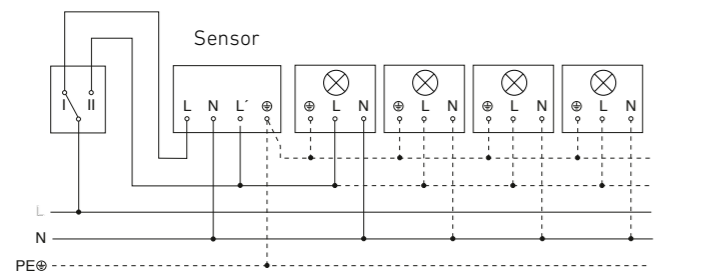 Sensor
I II
L N L´ ⏚
⏚ L N
⏚ L N
⏚ L N
⏚ L N
L
N
PE⏚